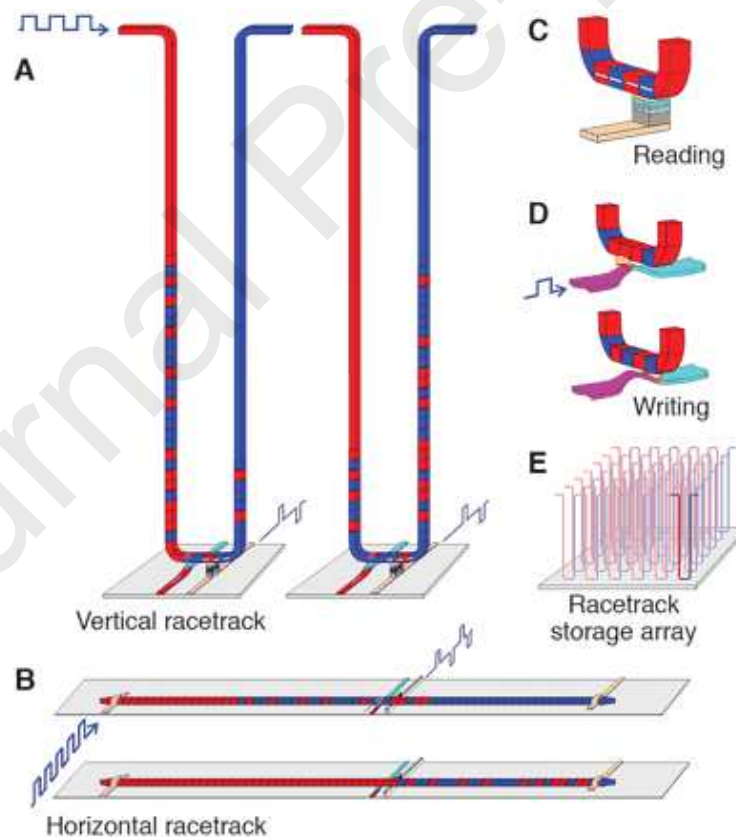 A
Vertical racetrack
B
Horizontal racetrack
C
Reading
D
Writing
E
Racetrack
storage array